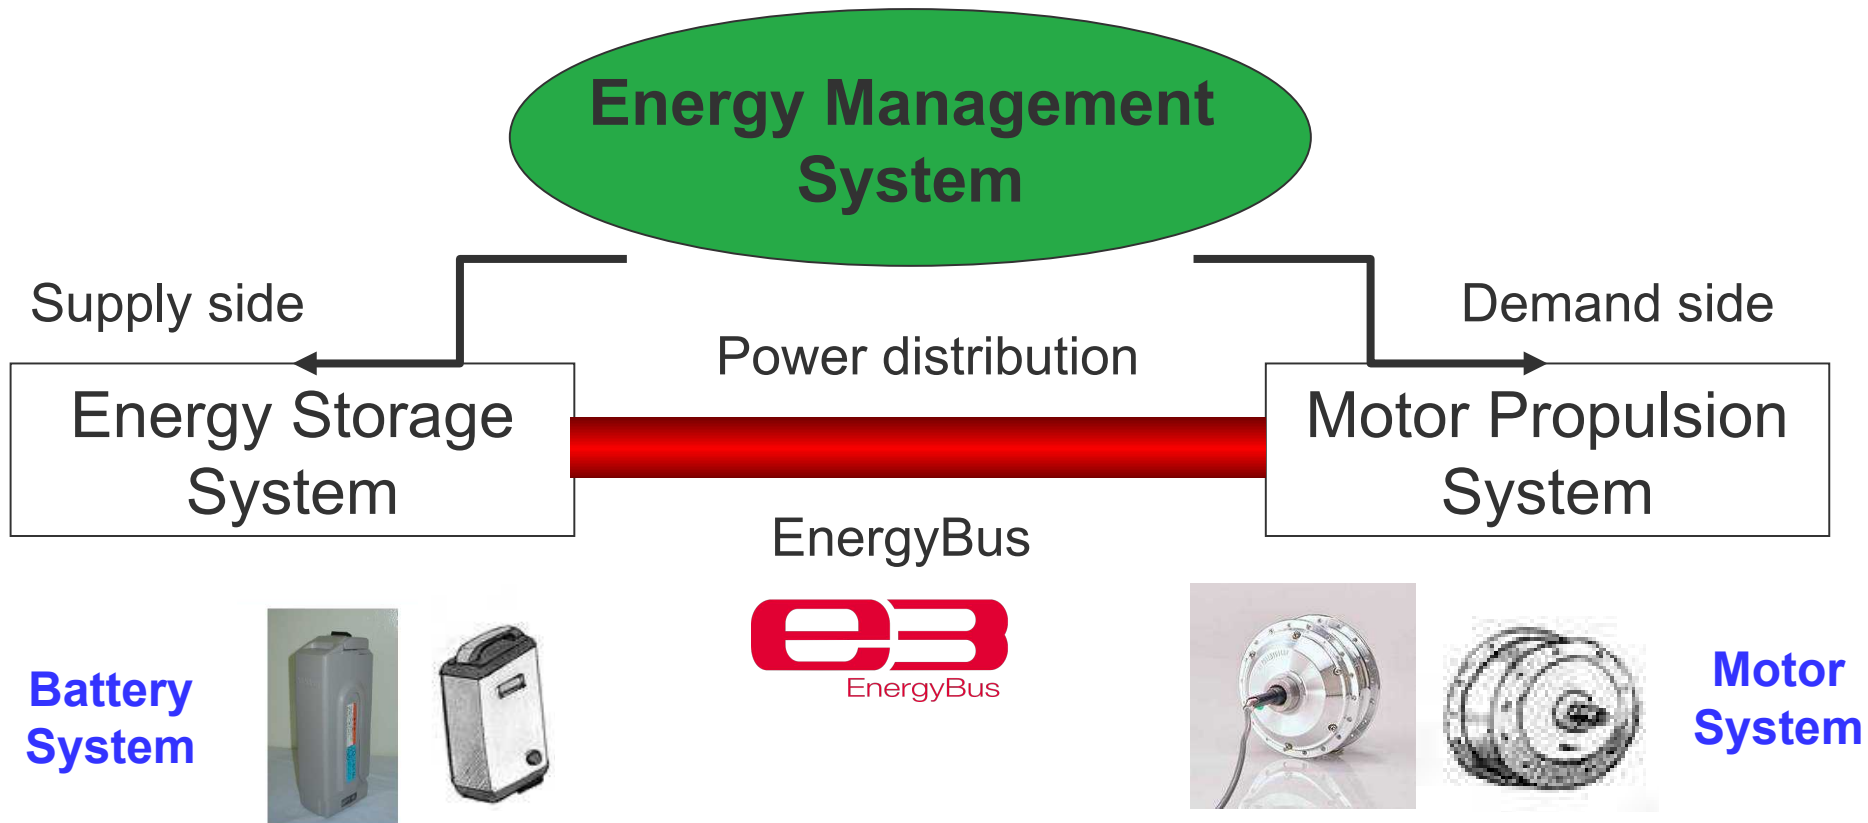 Energy Management
System
Supply side
Demand side
Power distribution
Energy Storage
System
Motor Propulsion
System
EnergyBus
EnergyBus
Battery
System
Motor
System